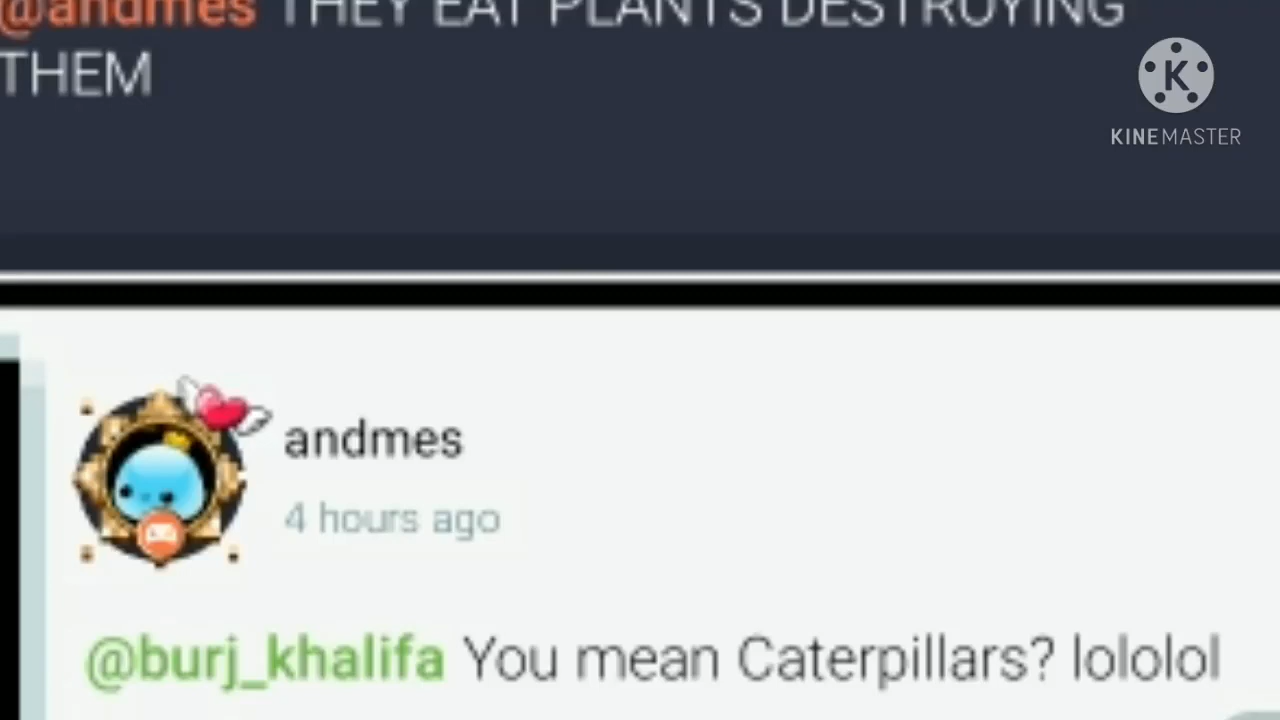 @andmes THEY EAT PLANTS DESTROYING
THEM
K
KINEMASTER
andmes
4 hours ago
@burj_khalifa You mean Caterpillars? lololol